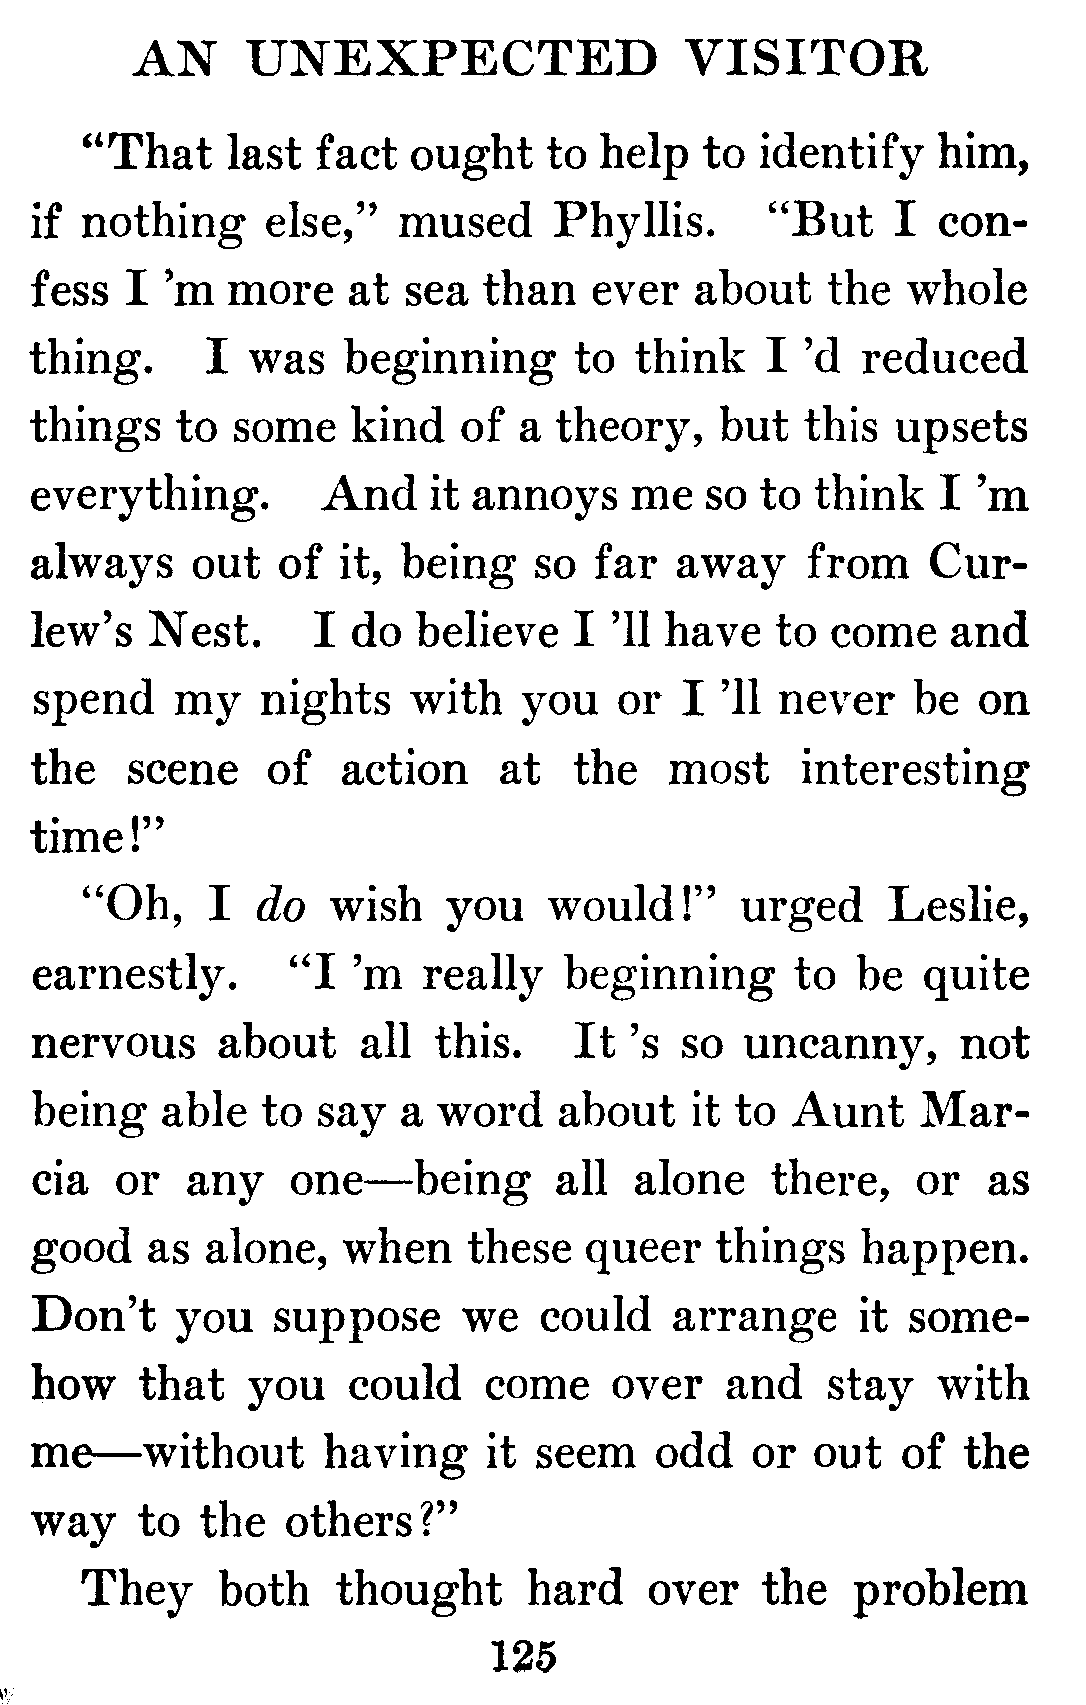 AN UNEXPECTED VISITOR
“That last fact ought to help to identify him,
if nothing else,” mused Phyllis. “But I con-
fess I ’m more at sea than ever about the whole
thing. I was beginning to think I ’d reduced
things to some kind of a theory, but this upsets
everything. And it annoys me so to think I ’m
always out of it, being so far away from Cur-
lew’s Nest. I do believe I ’ll have to come and
spend my nights with you or I ’ll never be on
the scene of action at the most interesting
time!”
“Oh, I do wish you would!” urged Leslie,
earnestly. “I ’m really beginning to be quite
nervous about all this. It ’s so uncanny, not
being able to say a word about it to Aunt Mar-
cia or any one—being all alone there, or as
good as alone, when these queer things happen.
Don’t you suppose we could arrange it some-
how that you could come over and stay with
me—without having it seem odd or out of the
way to the others?”
They both thought hard over the problem
125